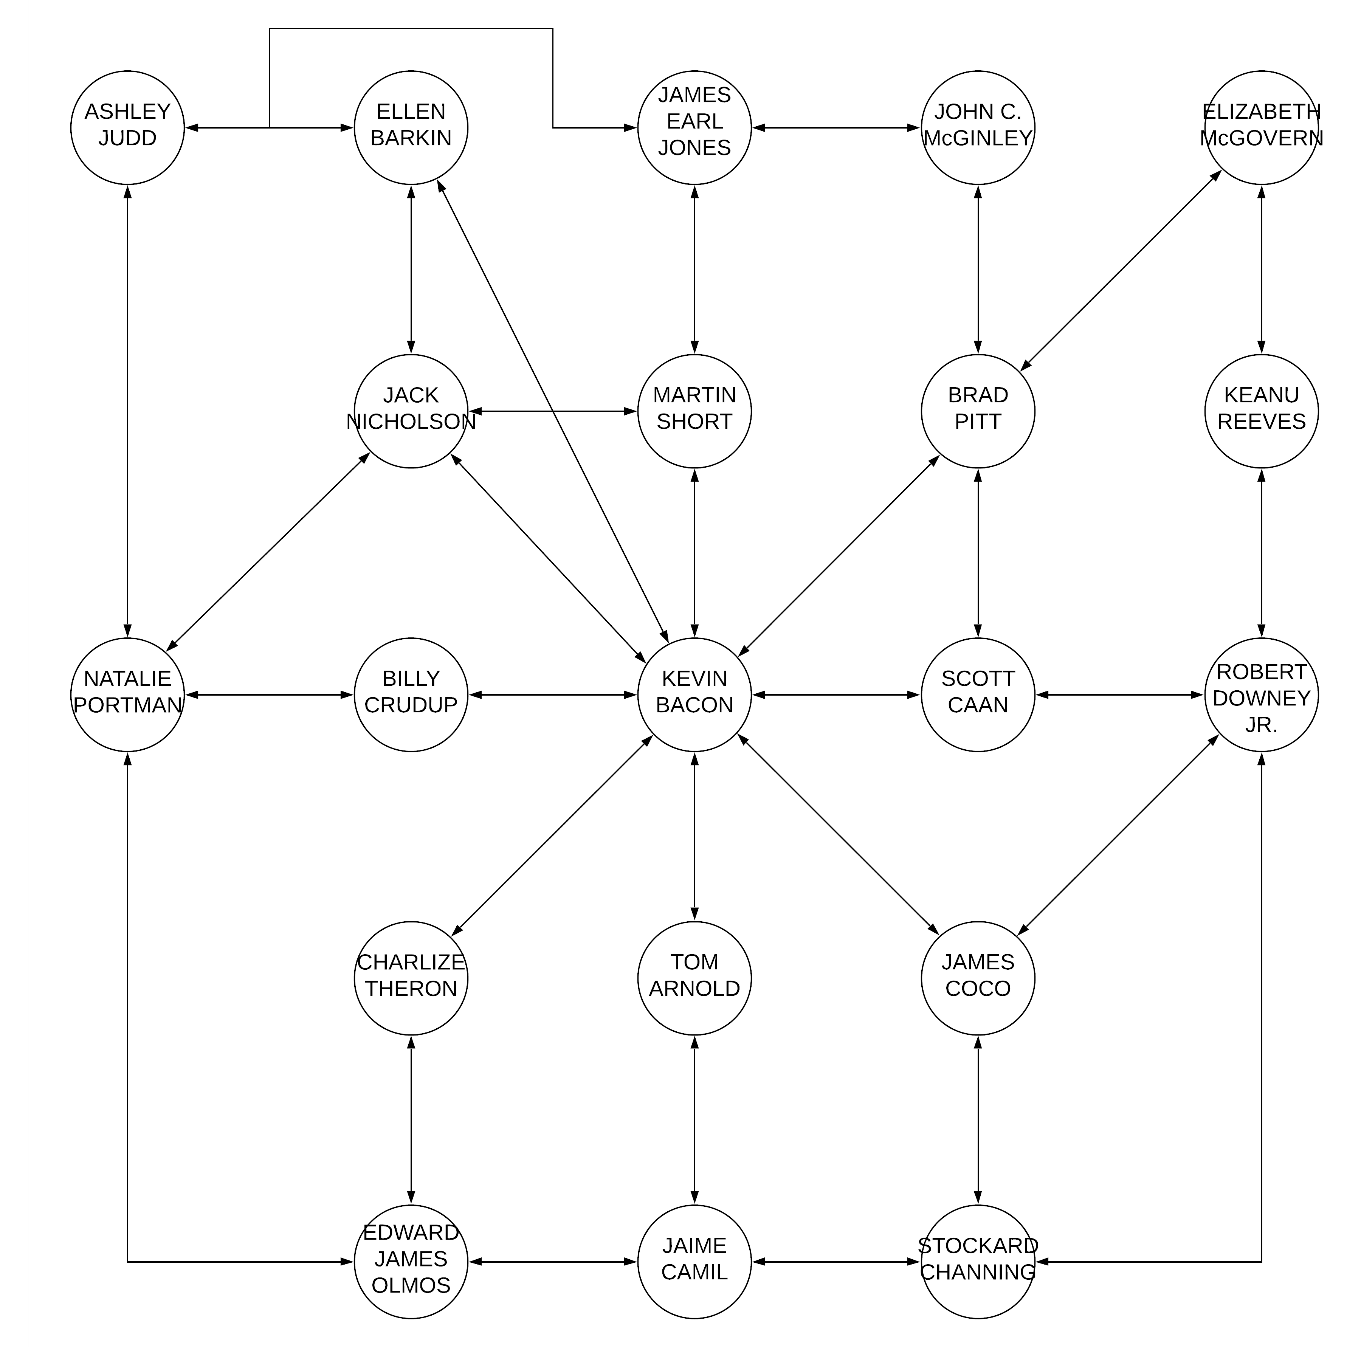 ASHLEY
JUDD
ELLEN
BARKIN
JAMES
EARL
JONES
JOHN C.
McGINLEY
ELIZABETH
McGOVERN
JACK
NICHOLSON
MARTIN
SHORT
BRAD
PITT
KEANU
REEVES
NATALIE
PORTMAN
BILLY
CRUDUP
KEVIN
BACON
SCOTT
CAAN
ROBERT
DOWNEY
JR.
CHARLIZE
THERON
TOM
ARNOLD
JAMES
COCO
EDWARD
JAMES
OLMOS
JAIME
CAMIL
STOCKARD
CHANNING